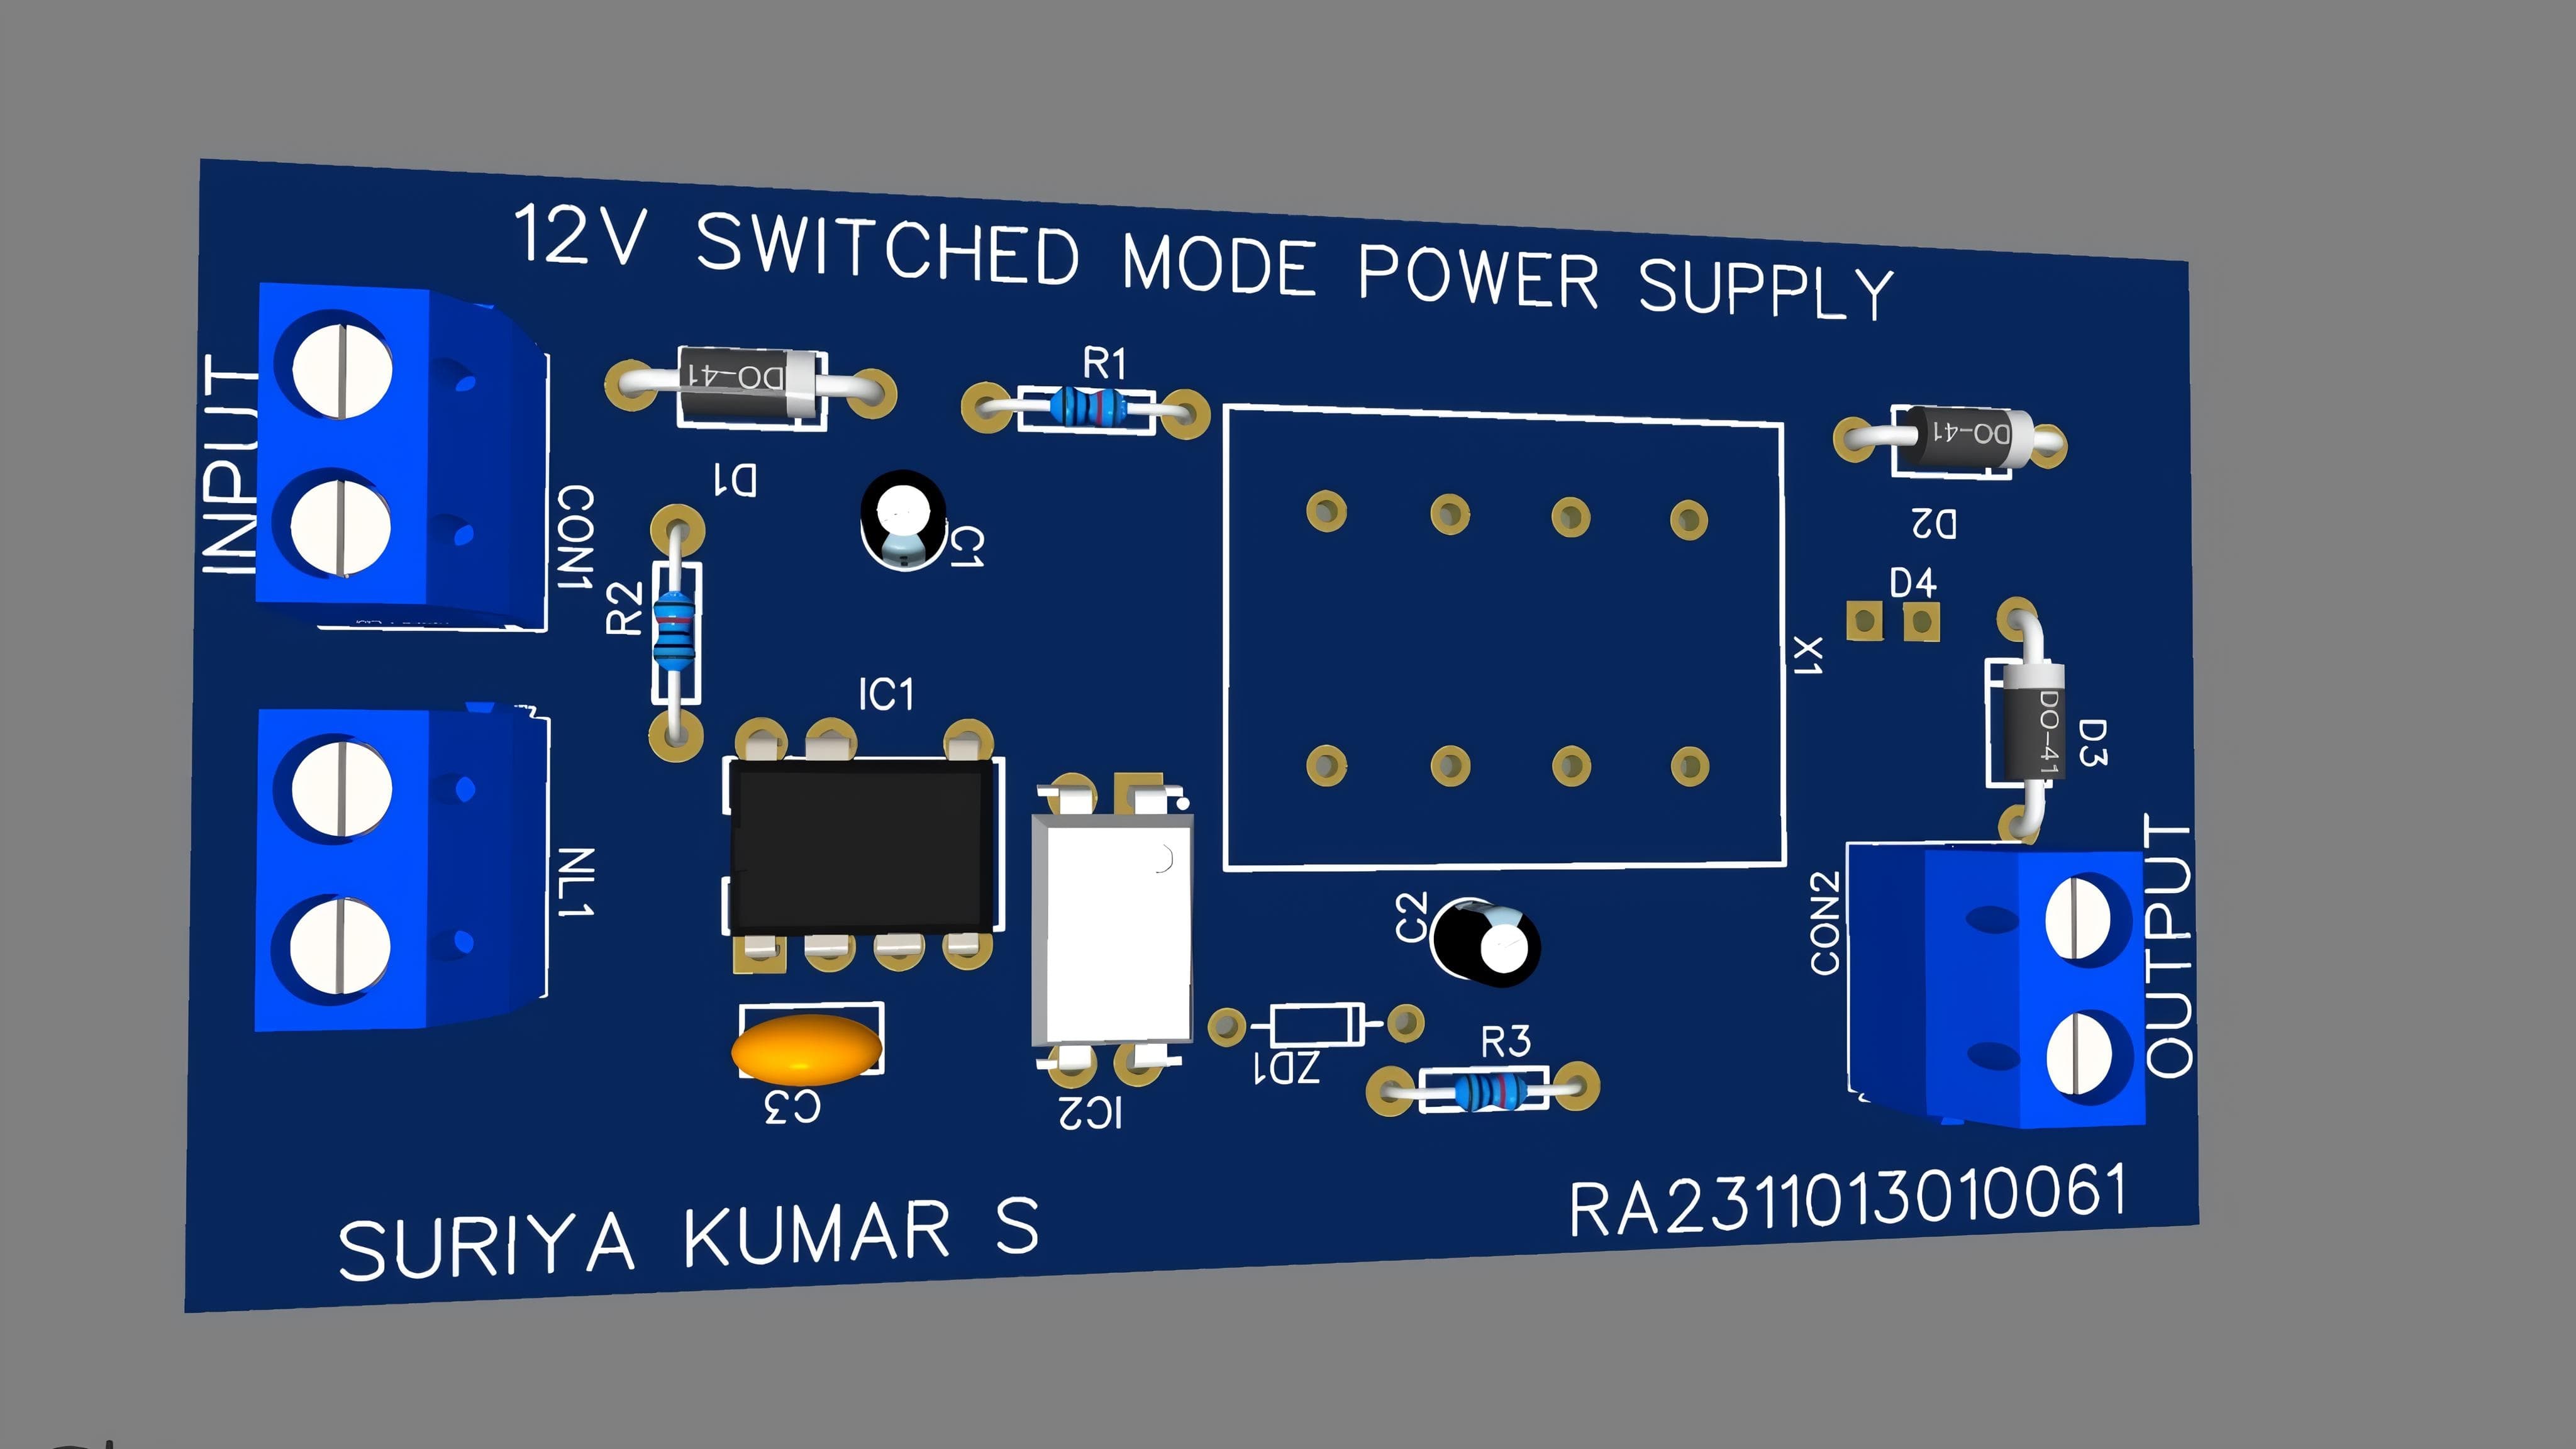 12V SWITCHED MODE POWER SUPPLY
INPUT
DO-41
R1
DO-41
D1
CON1
C1
D2
R2
D4
X1
IC1
DO-41
D3
NL1
C2
CON2
OUTPUT
ZD1
R3
C3
IC2
SURIYA KUMAR S
RA2311013010061